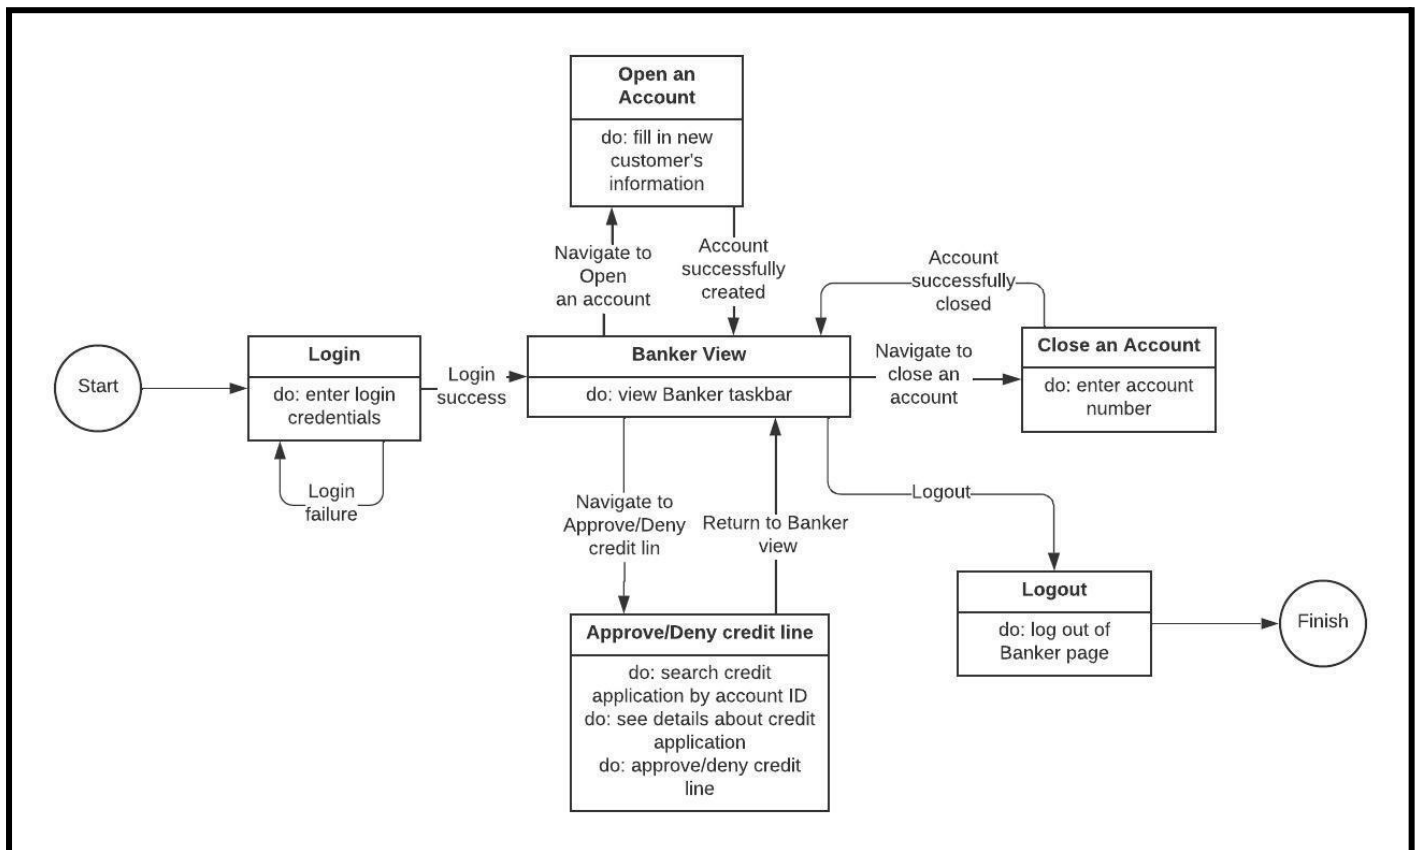 Open an
Account
do: fill in new
customer's
information
Navigate to
Open
an account
Account
successfully
created
Account
successfully
closed
Start
Login
do: enter login
credentials
Login
success
Login
failure
Banker View
do: view Banker taskbar
Navigate to
close an
account
Close an Account
do: enter account
number
Navigate to
Approve/Deny
credit lin
Return to Banker
view
Logout
Approve/Deny credit line
do: search credit
application by account ID
do: see details about credit
application
do: approve/deny credit
line
Logout
do: log out of
Banker page
Finish